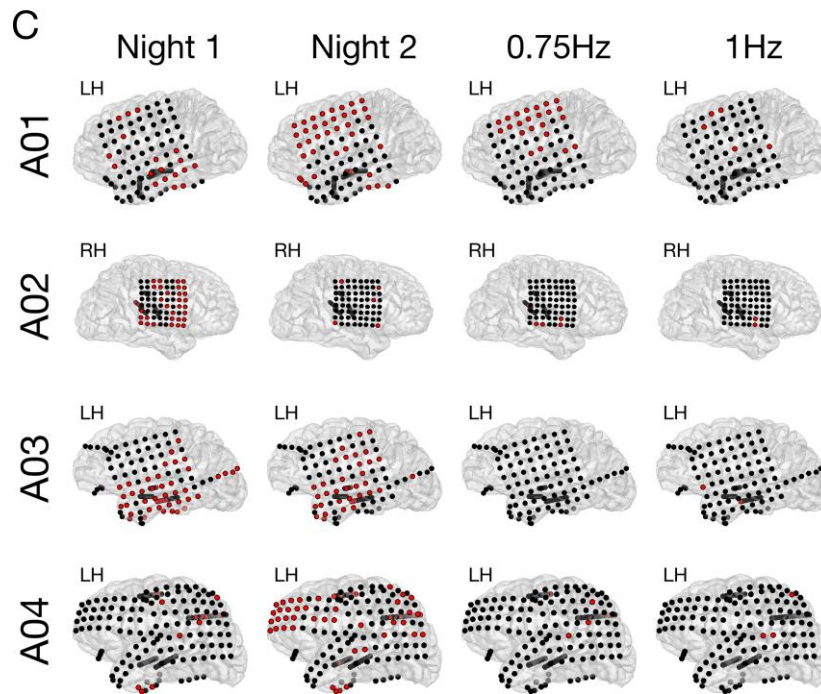 C
Night 1 Night 2 0.75Hz 1Hz
LH LH LH LH
A01
RH RH RH RH
A02
LH LH LH LH
A03
LH LH LH LH
A04